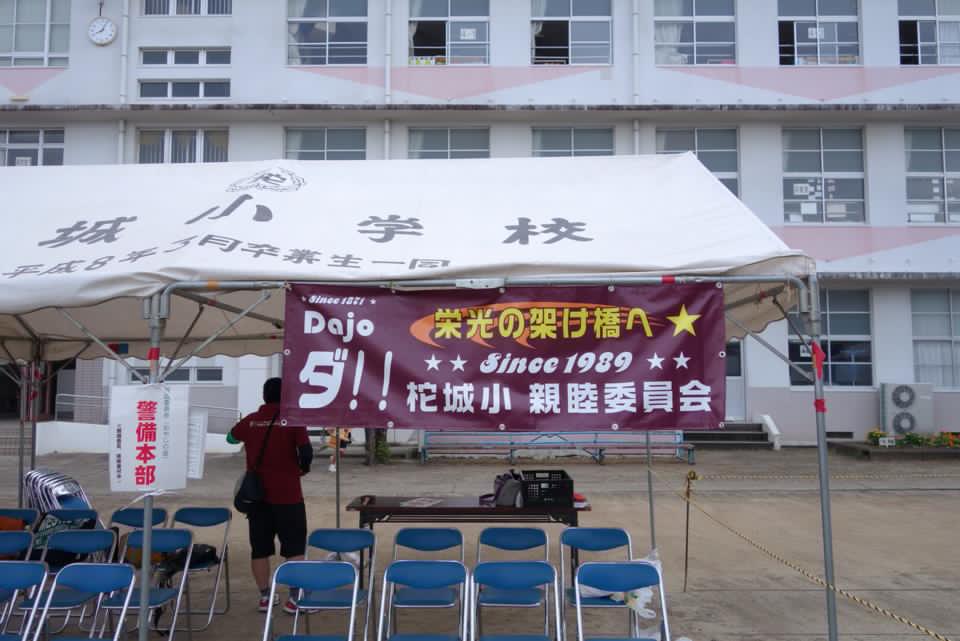 城小学校
平成8年3月卒業生一同
Since 1871
Dajo
ダ!!
栄光の架け橋へ
Since 1989
柁城小 親睦委員会
警備本部